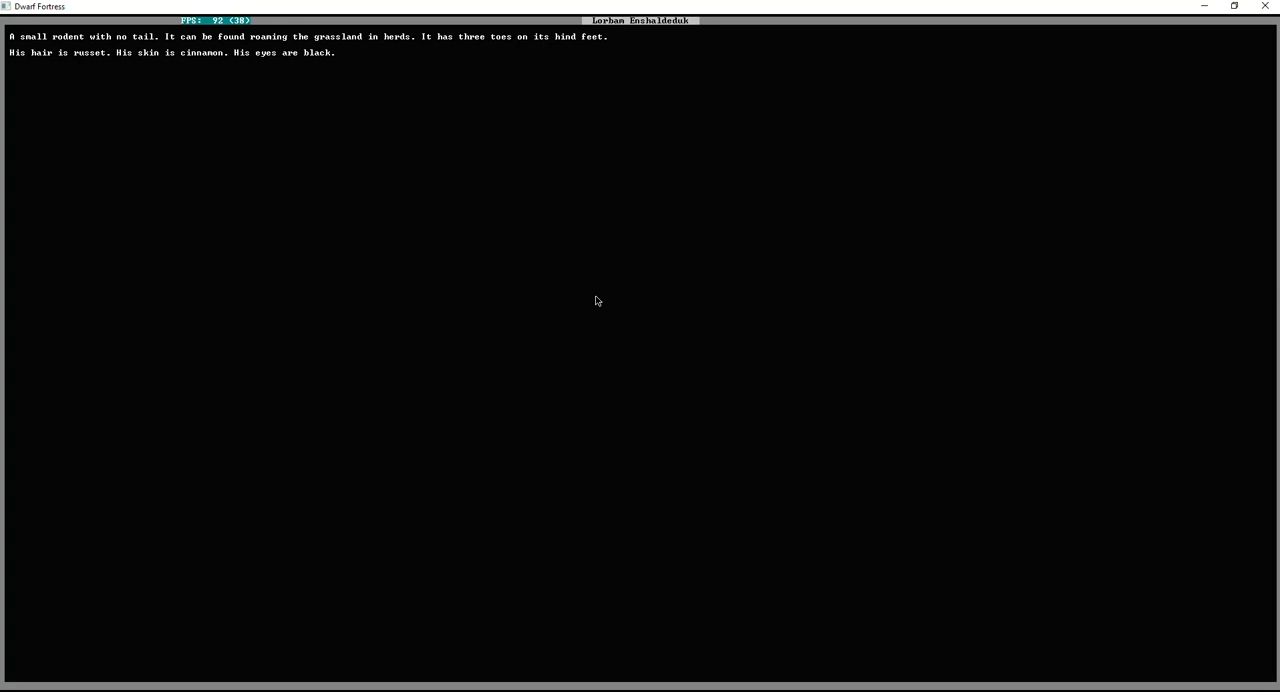 Dwarf Fortress
FPS: 92 (38)
Lorbam Enshaldeduk
A small rodent with no tail. It can be found roaming the grassland in herds. It has three toes on its hind feet.
His hair is russet. His skin is cinnamon. His eyes are black.